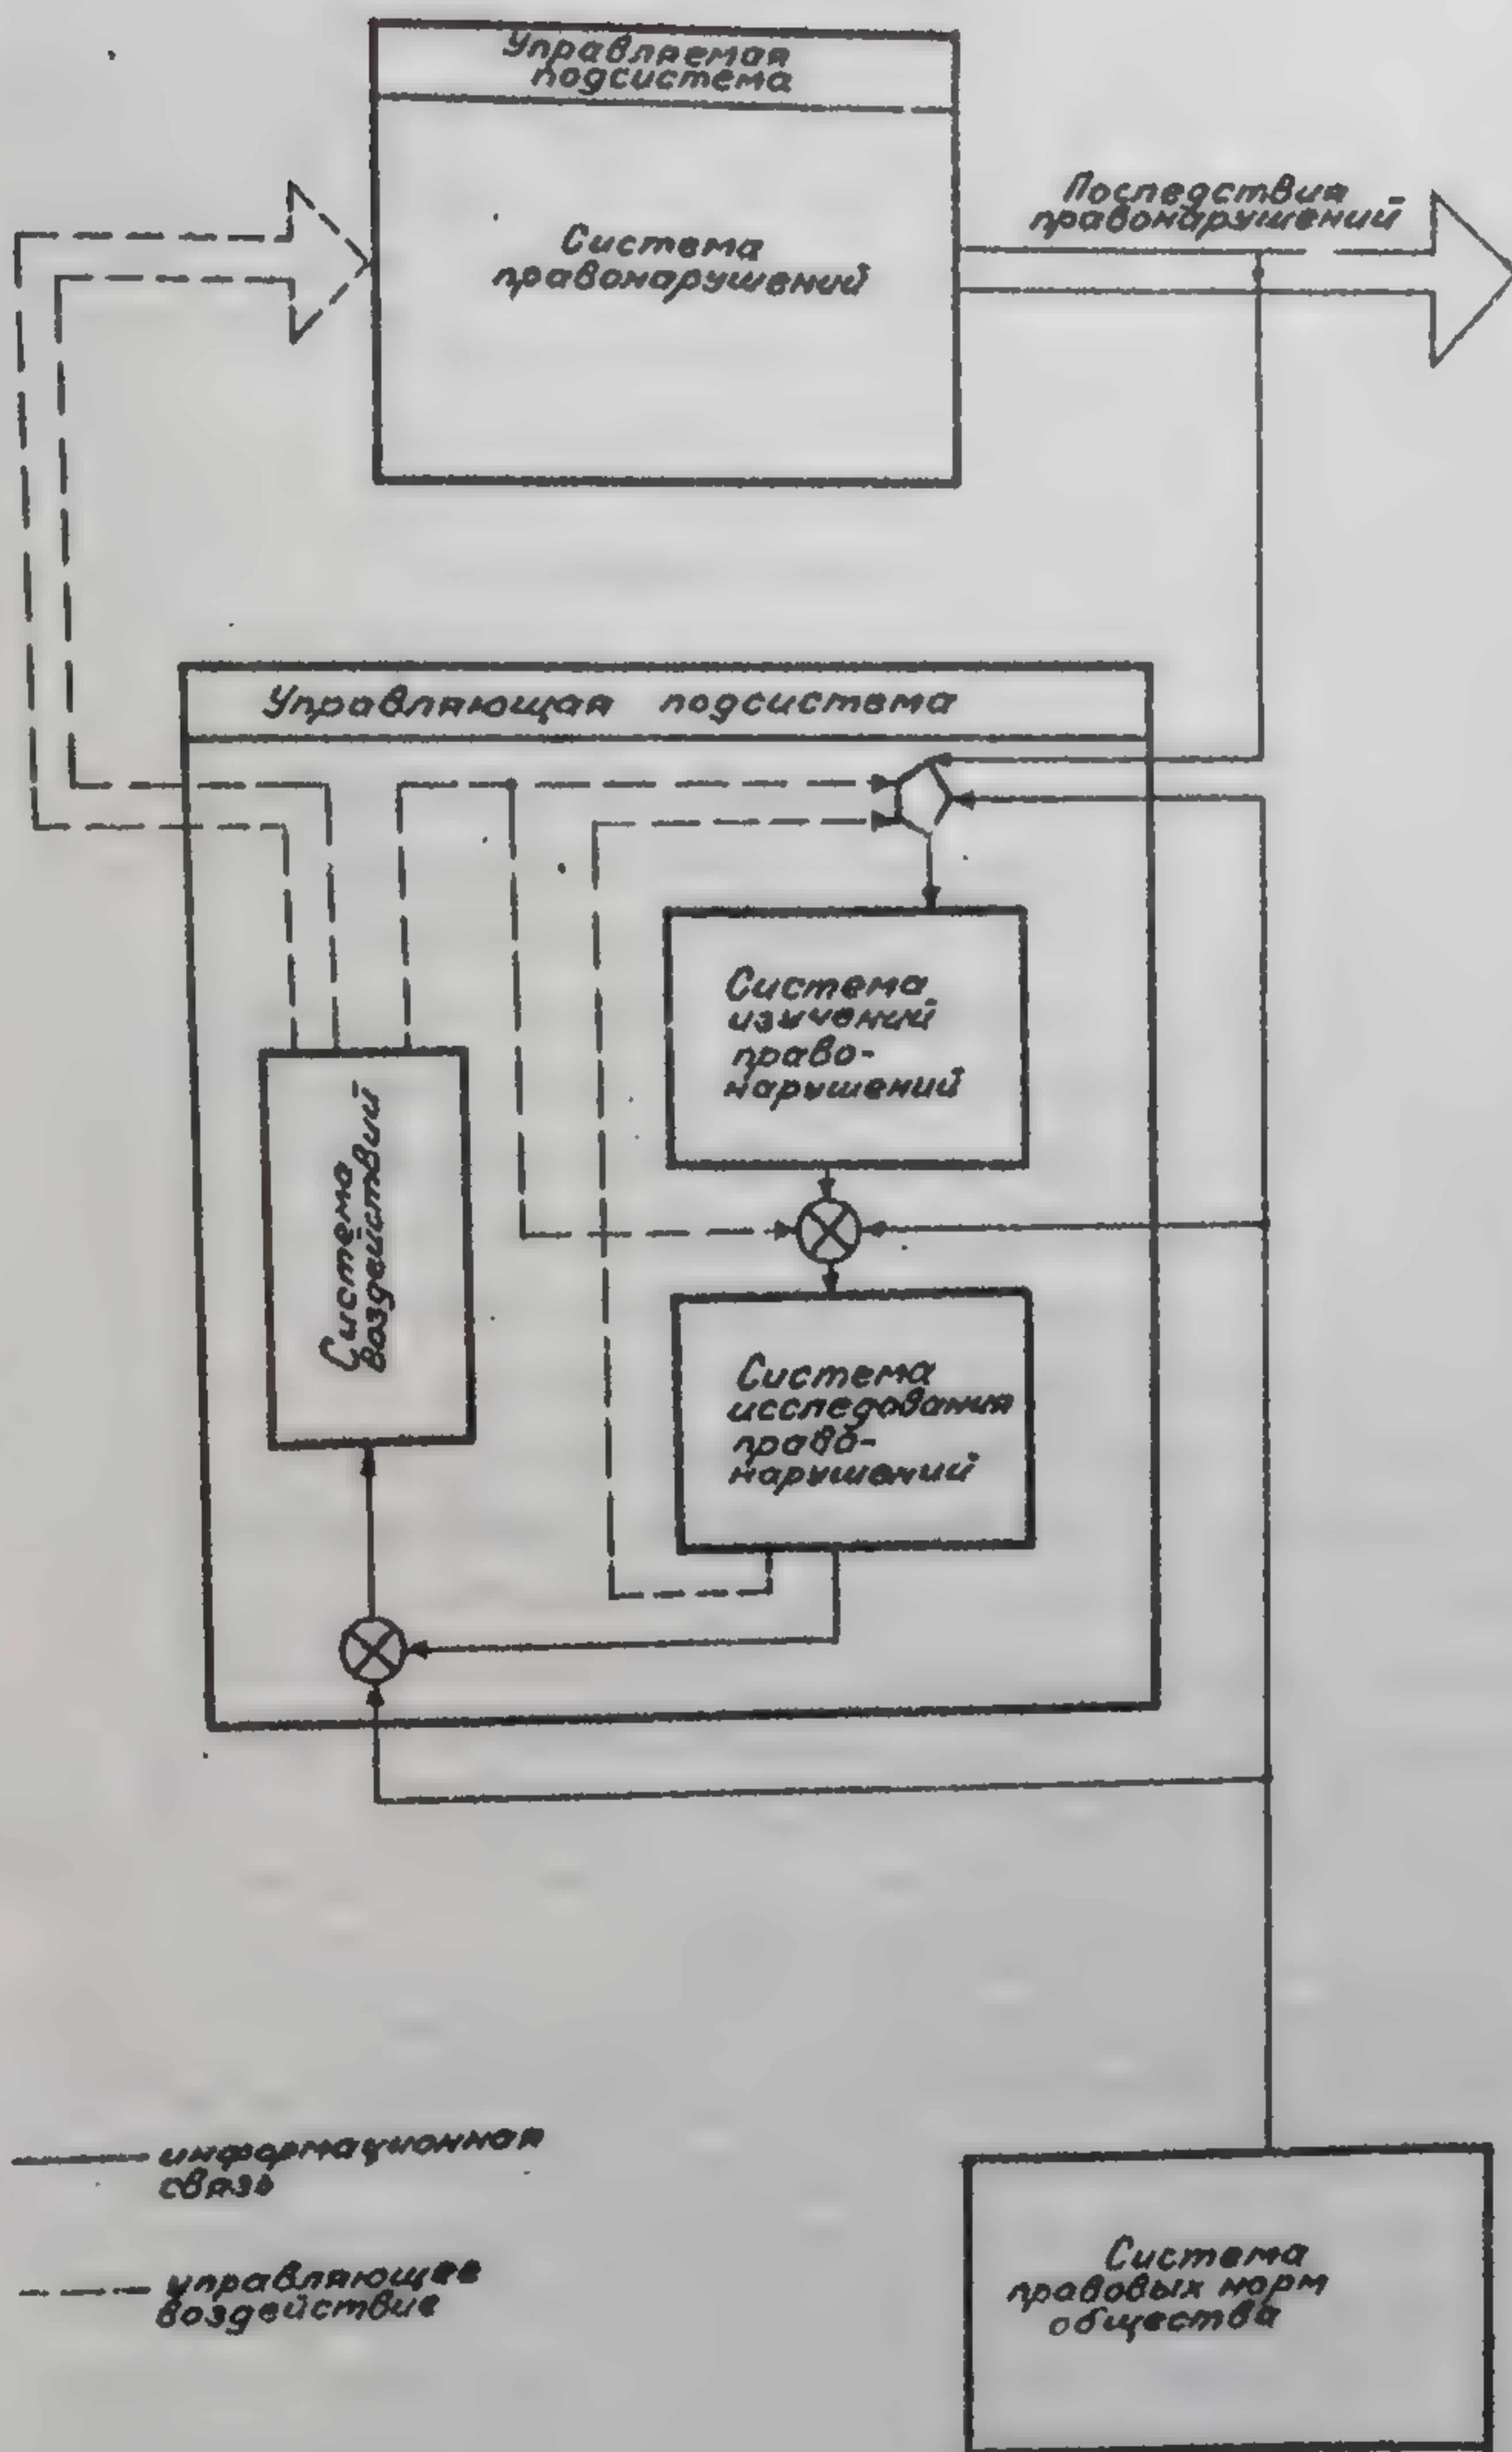 Управляемая
подсистема
Система
правонарушений
Последствия
правонарушений
Управляющая подсистема
Система
изучений
право-
нарушений
Система
воздействий
Система
исследования
право-
нарушений
информационная
связь
управляющее
воздействие
Система
правовых норм
общества